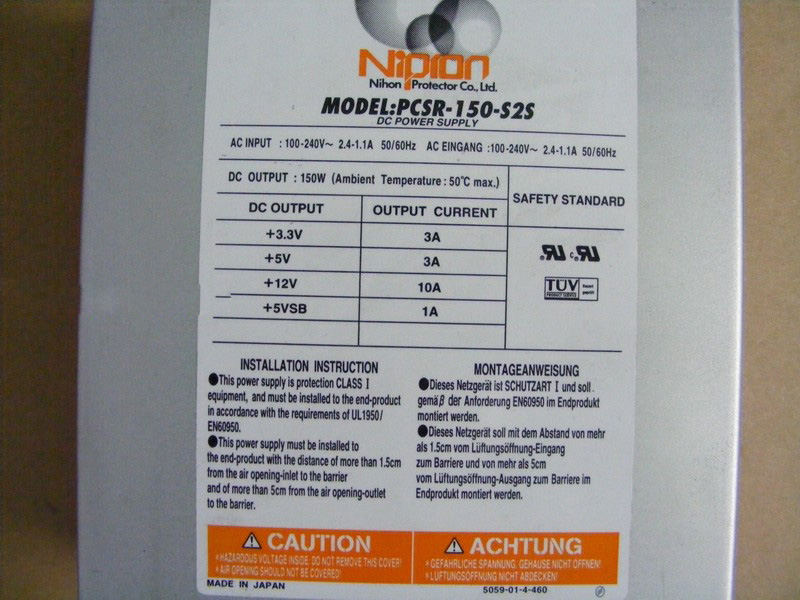 Nipron
Nihon Protector Co., Ltd.
MODEL:PCSR-150-S2S
DC POWER SUPPLY
AC INPUT : 100-240V~ 2.4-1.1A 50/60Hz AC EINGANG :100-240V~ 2.4-1.1A 50/60Hz
DC OUTPUT : 150W (Ambient Temperature : 50℃ max.)
SAFETY STANDARD
DC OUTPUT OUTPUT CURRENT
+3.3V 3A
+5V 3A
+12V 10A
+5VSB 1A
TÜV
PRODUCT SERVICE
INSTALLATION INSTRUCTION
●This power supply is protection CLASS I
equipment, and must be installed to the end-product
in accordance with the requirements of UL1950/
EN60950.
●This power supply must be installed to
the end-product with the distance of more than 1.5cm
from the air opening-inlet to the barrier
and of more than 5cm from the air opening-outlet
to the barrier.
MONTAGEANWEISUNG
●Dieses Netzgerät ist SCHUTZART I und soll
gemäβ der Anforderung EN60950 im Endprodukt
montiert werden.
●Dieses Netzgerät soll mit dem Abstand von mehr
als 1.5cm vom Lüftungsöffnung-Eingang
zum Barriere und von mehr als 5cm
vom Lüftungsöffnung-Ausgang zum Barriere im
Endprodukt montiert werden.
CAUTION
*HAZARDOUS VOLTAGE INSIDE. DO NOT REMOVE THIS COVER!
*AIR OPENING SHOULD NOT BE COVERED!
ACHTUNG
*GEFÄHRLICHE SPANNUNG. GEHÄUSE NICHT ÖFFNEN!
*LÜFTUNGSÖFFNUNG NICHT ABDECKEN!
MADE IN JAPAN
5059-01-4-460